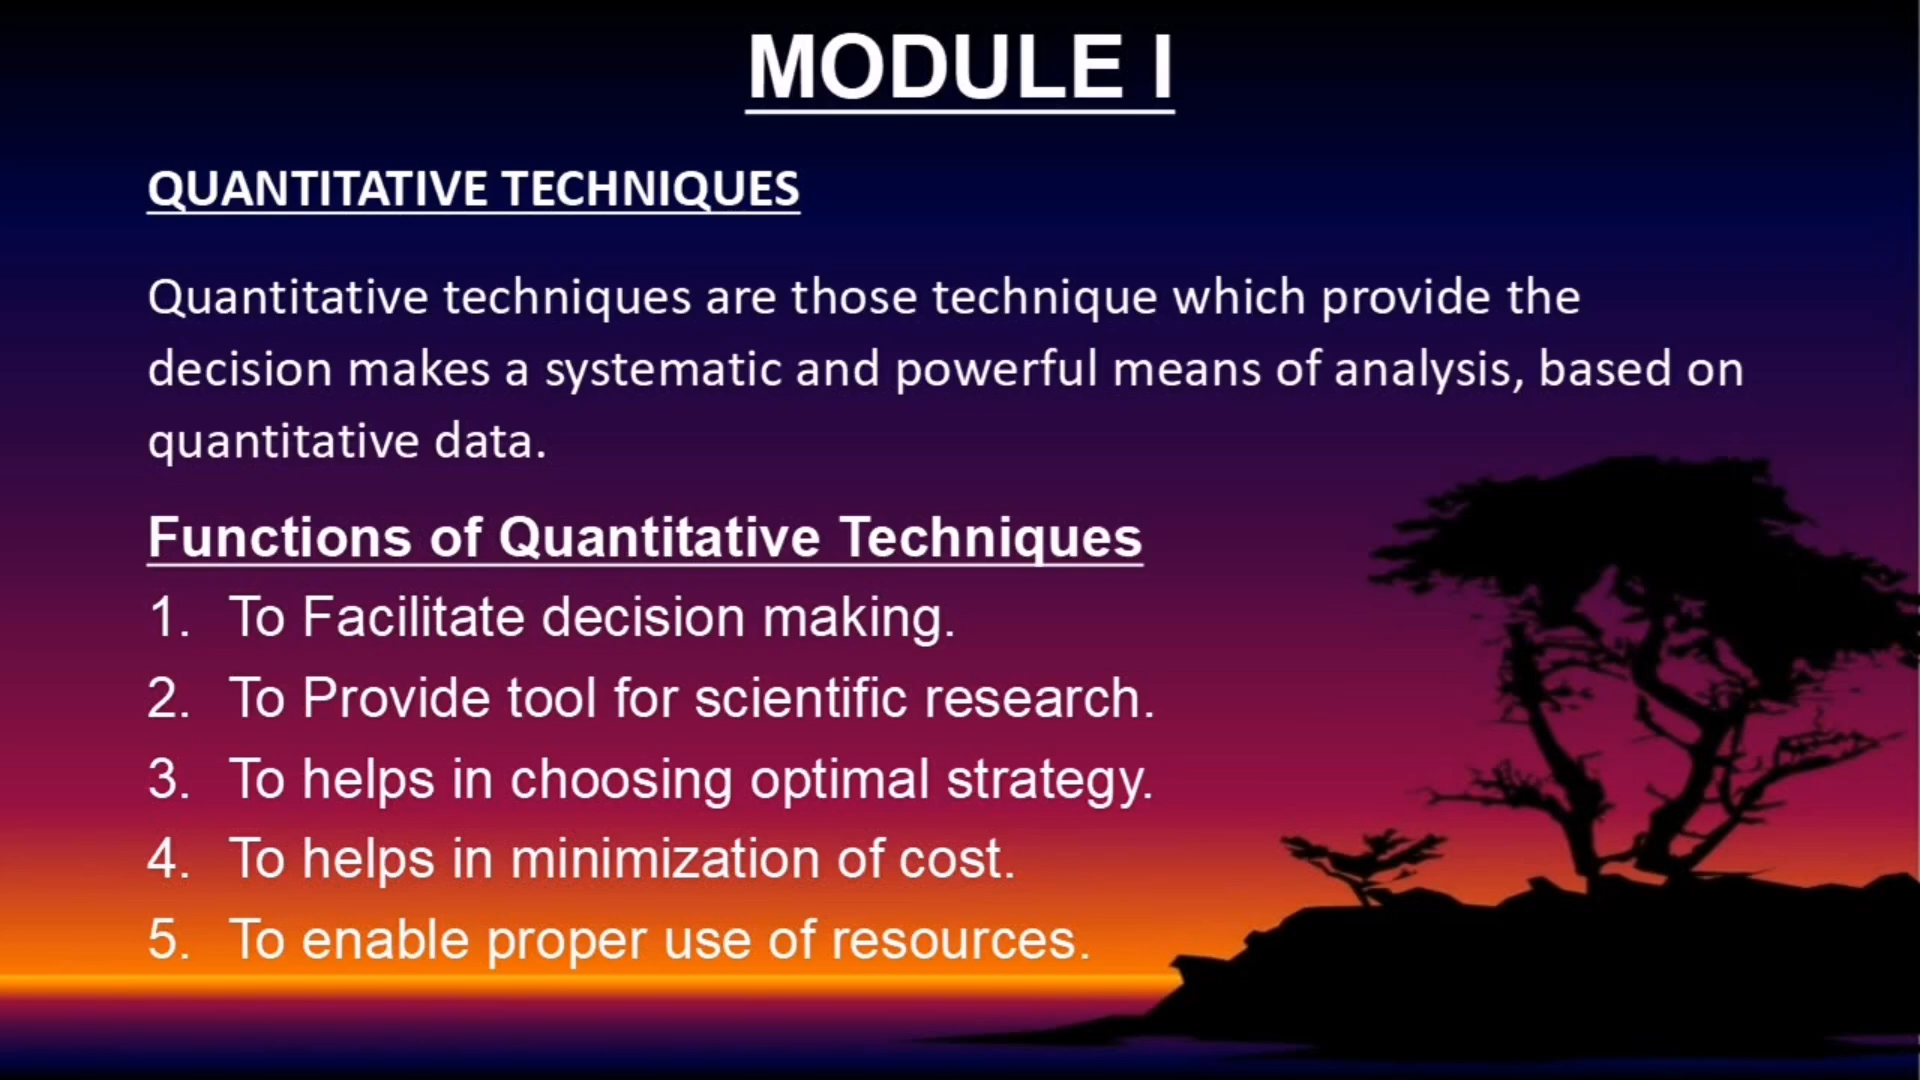 MODULE I
QUANTITATIVE TECHNIQUES
Quantitative techniques are those technique which provide the
decision makes a systematic and powerful means of analysis, based on
quantitative data.
Functions of Quantitative Techniques
1. To Facilitate decision making.
2. To Provide tool for scientific research.
3. To helps in choosing optimal strategy.
4. To helps in minimization of cost.
5. To enable proper use of resources.